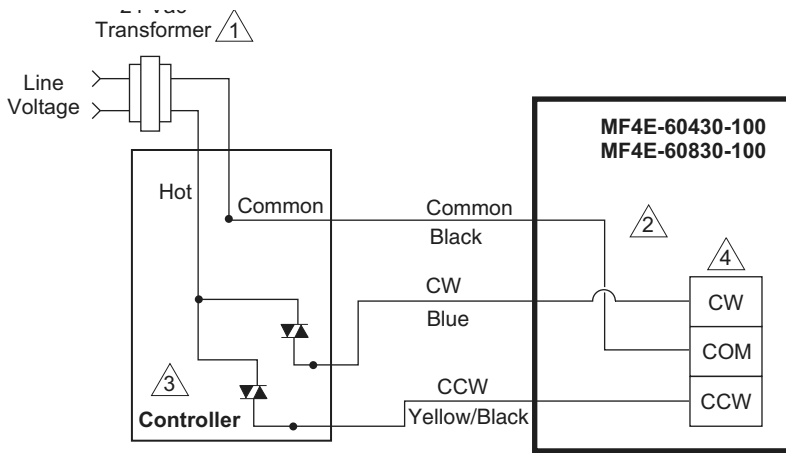 Transformer 1
Line
Voltage
MF4E-60430-100
MF4E-60830-100
Hot
Common
Common
Black
2
4
CW
Blue
CW
COM
CCW
3
Controller
CCW
Yellow/Black